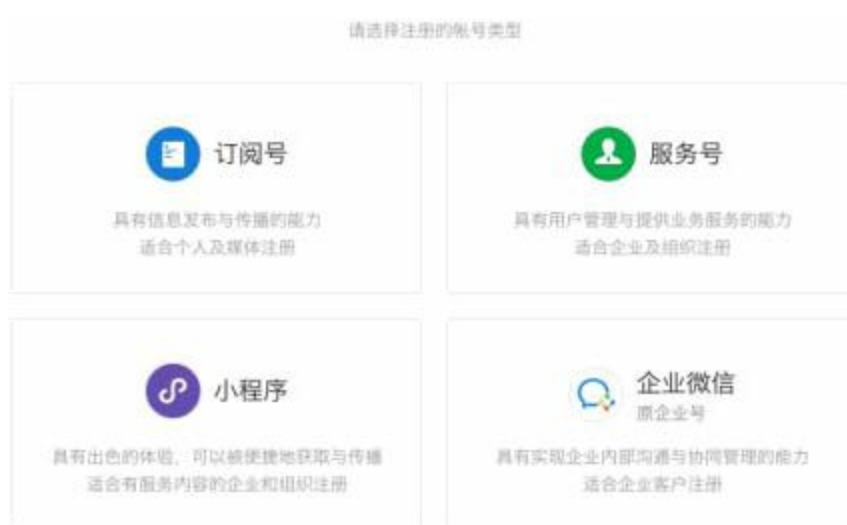 请选择注册的帐号类型
订阅号
具有信息发布与传播的能力
适合个人及媒体注册
服务号
具有用户管理与提供业务服务的能力
适合企业及组织注册
小程序
具有出色的体验,可以被便捷地获取与传播
适合有服务内容的企业和组织注册
企业微信
原企业号
具有实现企业内部沟通与协同管理的能力
适合企业客户注册